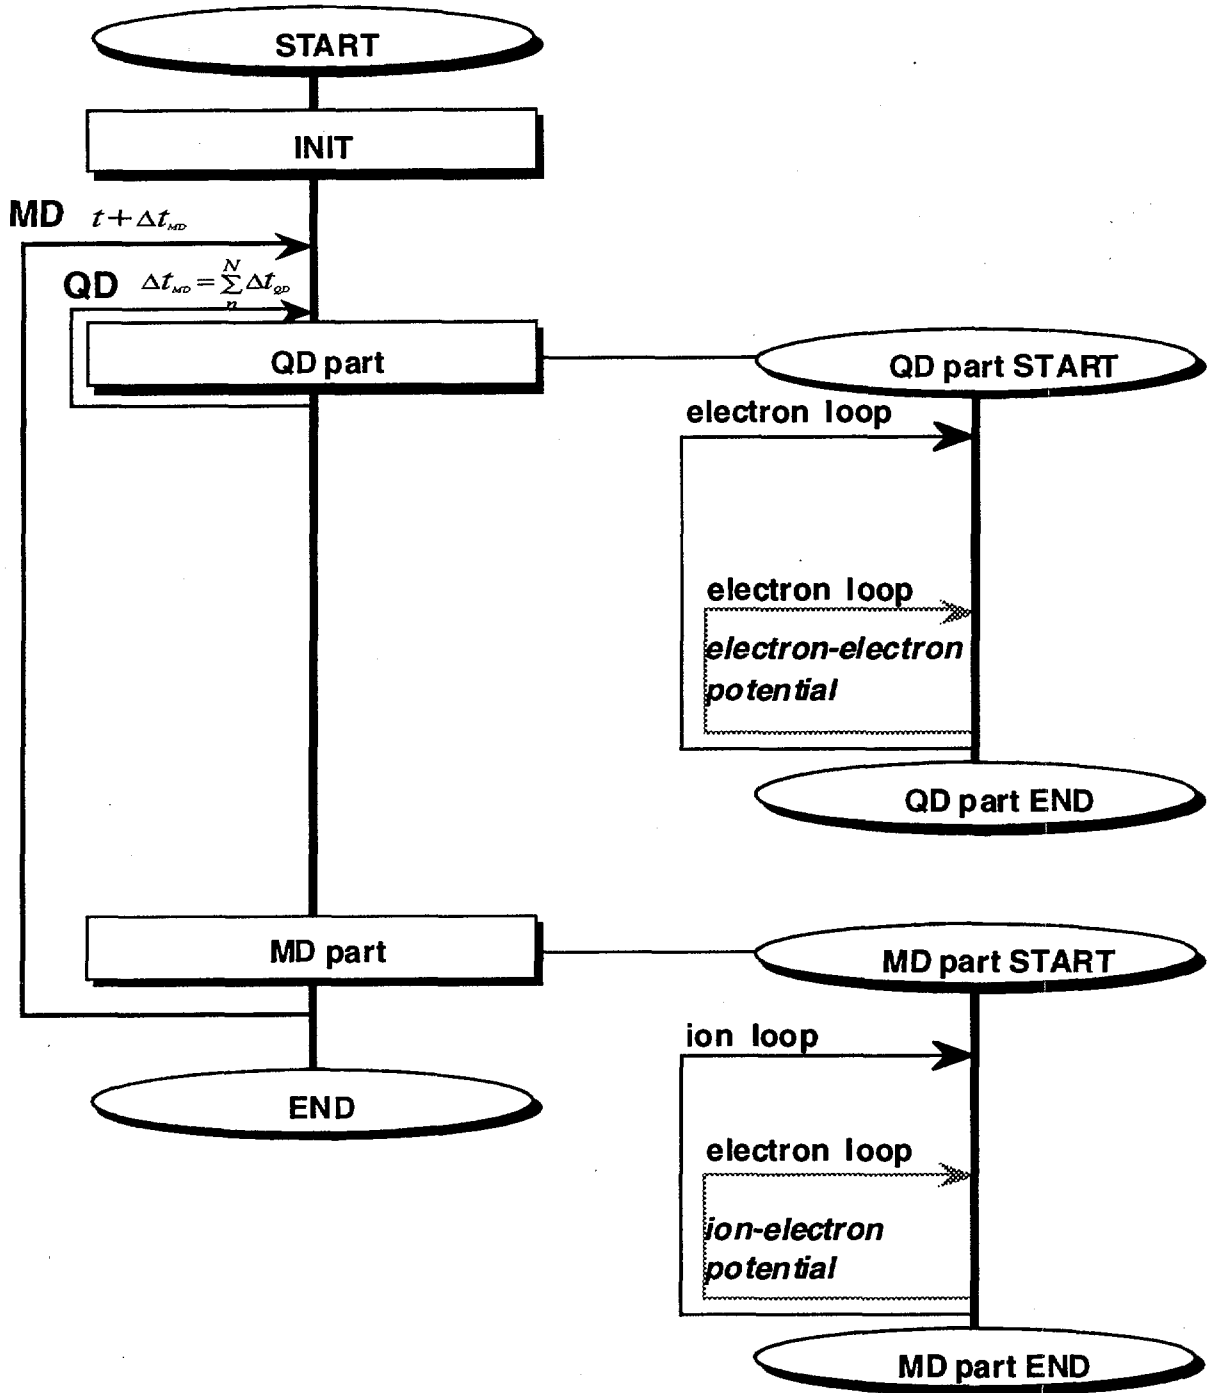 START
INIT
MD t + Δt_MD
QD Δt_MD = Σ_n^N Δt_QD
QD part
QD part START
electron loop
electron loop
electron-electron
potential
QD part END
MD part
MD part START
ion loop
END
electron loop
ion-electron
potential
MD part END